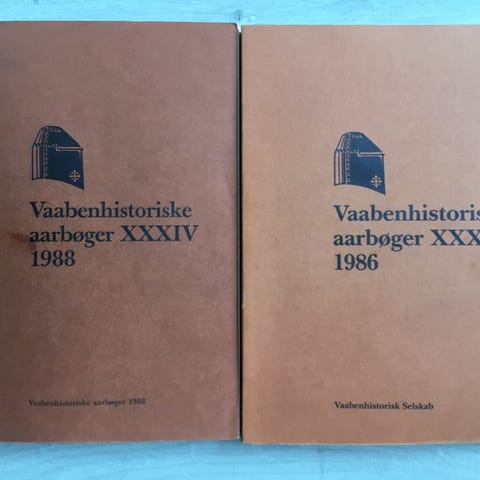 Vaabenhistoriske
aarbøger XXXIV
1988
Vaabenhistoriske aarbøger 1988
Vaabenhistoris
aarbøger XXX
1986
Vaabenhistorisk Selskab